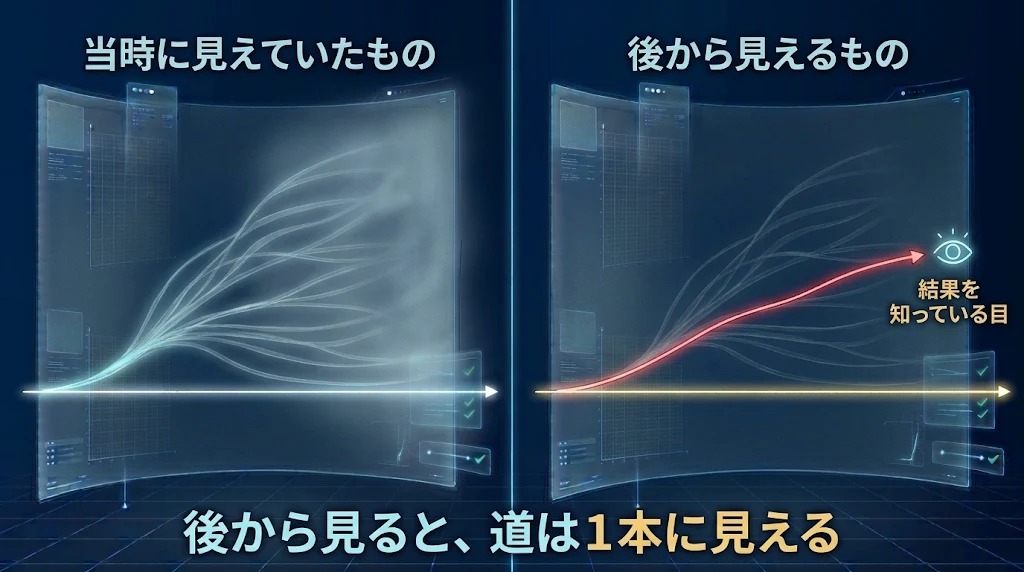 当時に見えていたもの
後から見えるもの
結果を
知っている目
後から見ると、道は1本に見える